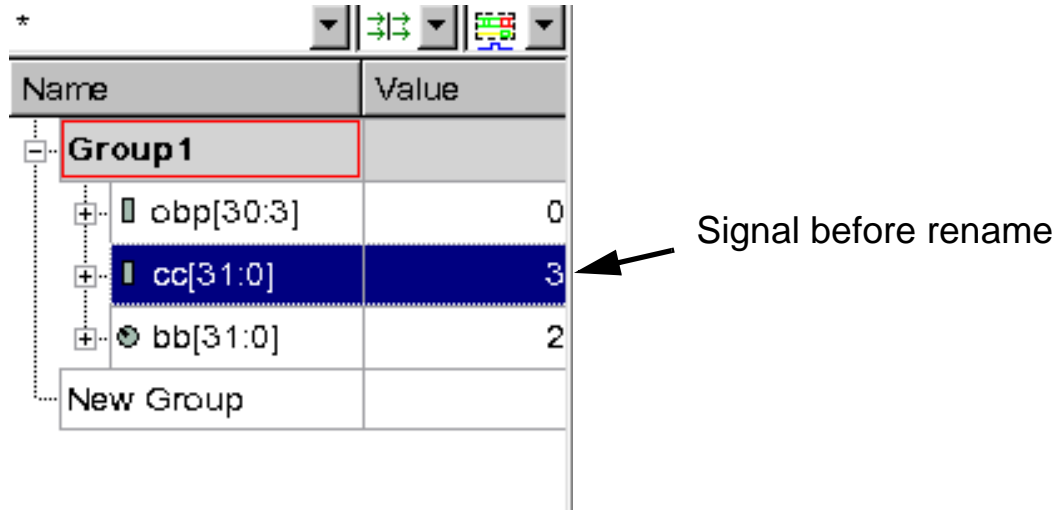 *
Name Value
Group1
obp[30:3] 0
Signal before rename
cc[31:0] 3
bb[31:0] 2
New Group